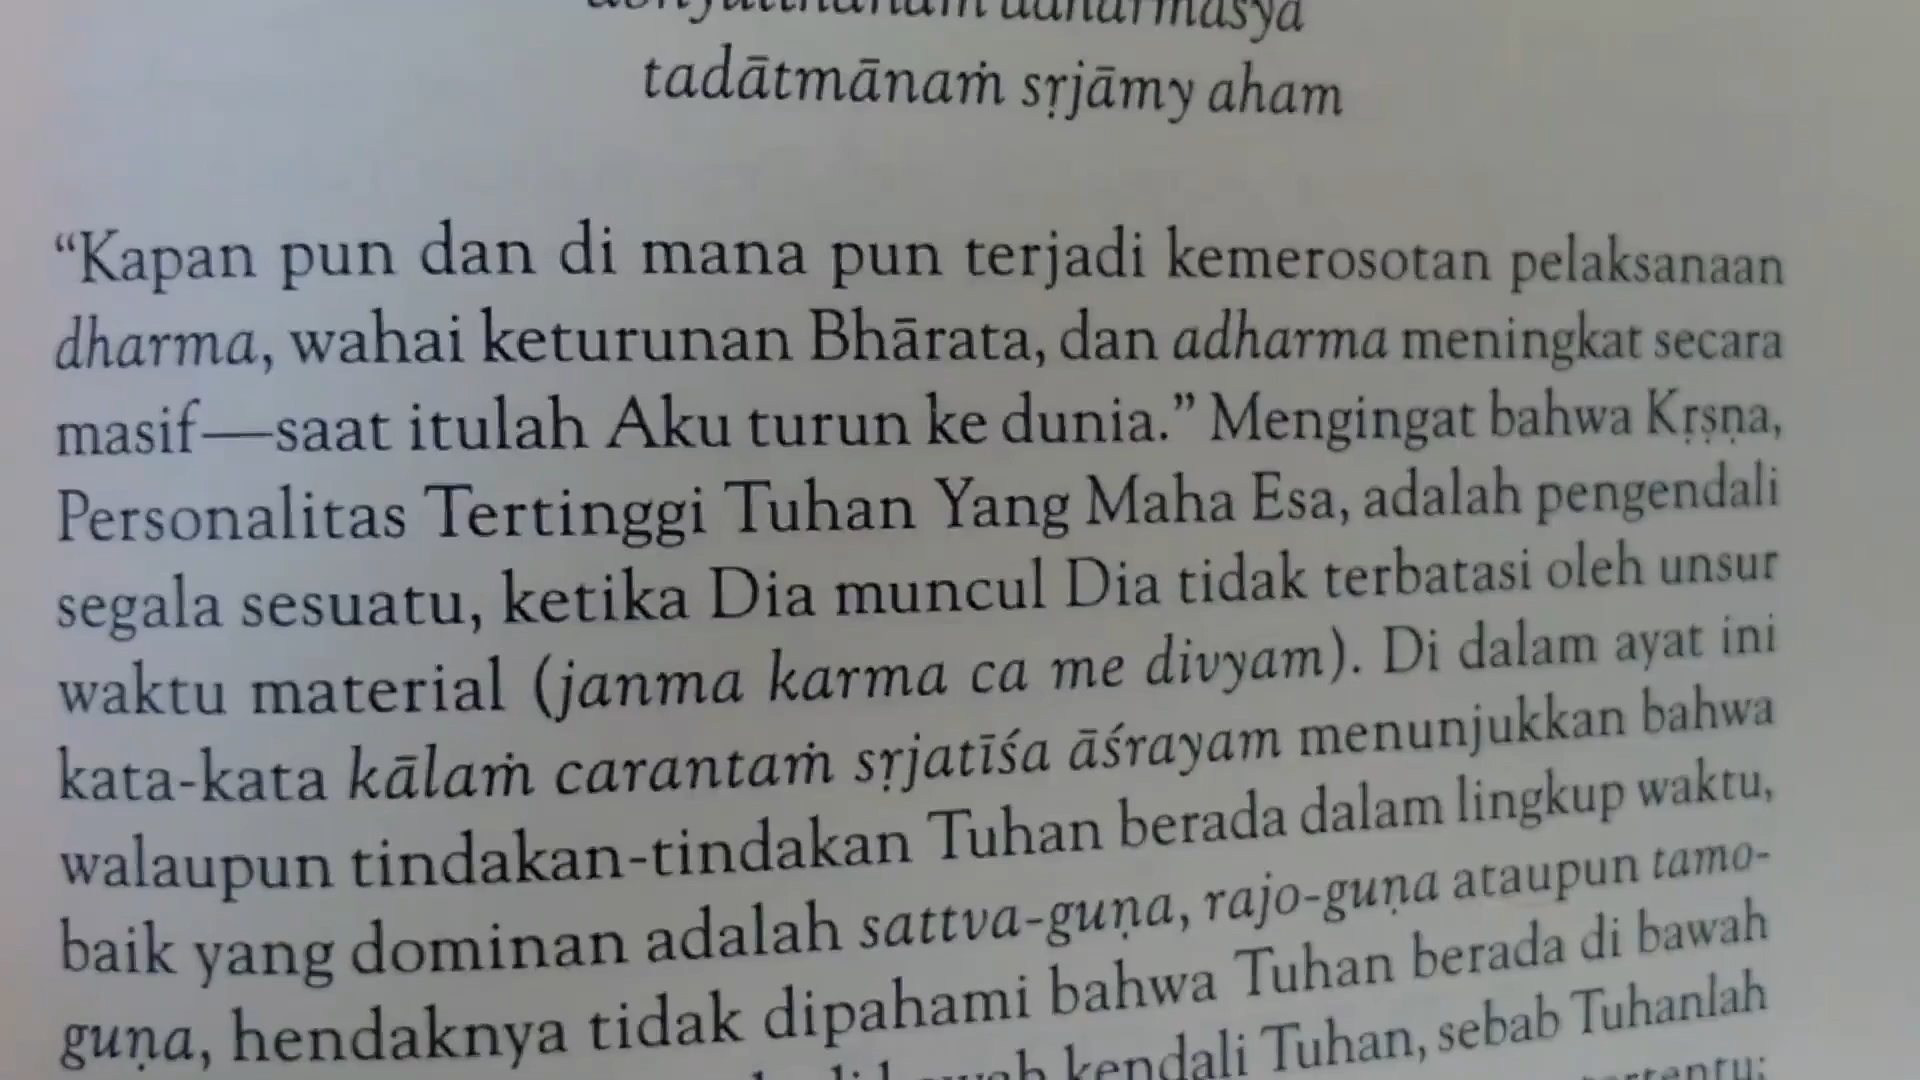 adharmasya
tadātmānaṁ sṛjāmy aham
“Kapan pun dan di mana pun terjadi kemerosotan pelaksanaan
dharma, wahai keturunan Bhārata, dan adharma meningkat secara
masif—saat itulah Aku turun ke dunia.” Mengingat bahwa Kṛṣṇa,
Personalitas Tertinggi Tuhan Yang Maha Esa, adalah pengendali
segala sesuatu, ketika Dia muncul Dia tidak terbatasi oleh unsur
waktu material (janma karma ca me divyam). Di dalam ayat ini
kata-kata kālaṁ carantaṁ sṛjatīśa āśrayam menunjukkan bahwa
walaupun tindakan-tindakan Tuhan berada dalam lingkup waktu,
baik yang dominan adalah sattva-guṇa, rajo-guṇa ataupun tamo-
guṇa, hendaknya tidak dipahami bahwa Tuhan berada di bawah
kendali Tuhan, sebab Tuhanlah